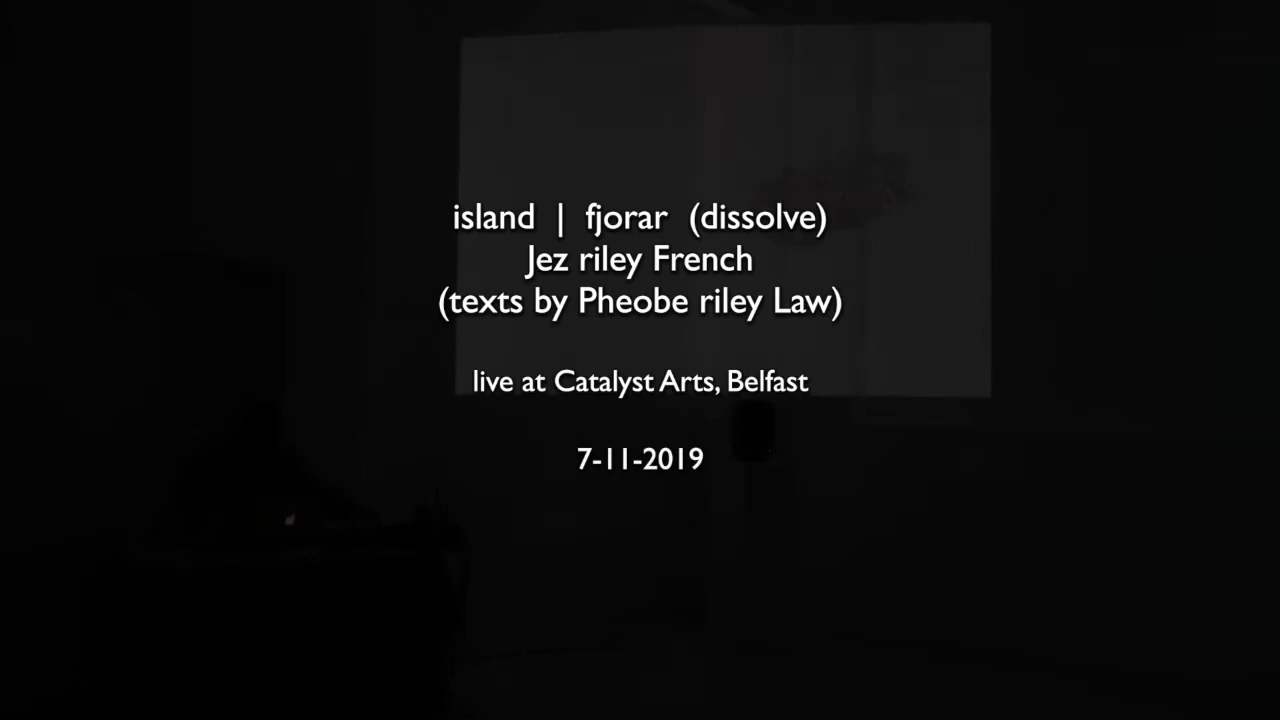 island | fjorar (dissolve)
Jez riley French
(texts by Pheobe riley Law)
live at Catalyst Arts, Belfast
7-11-2019